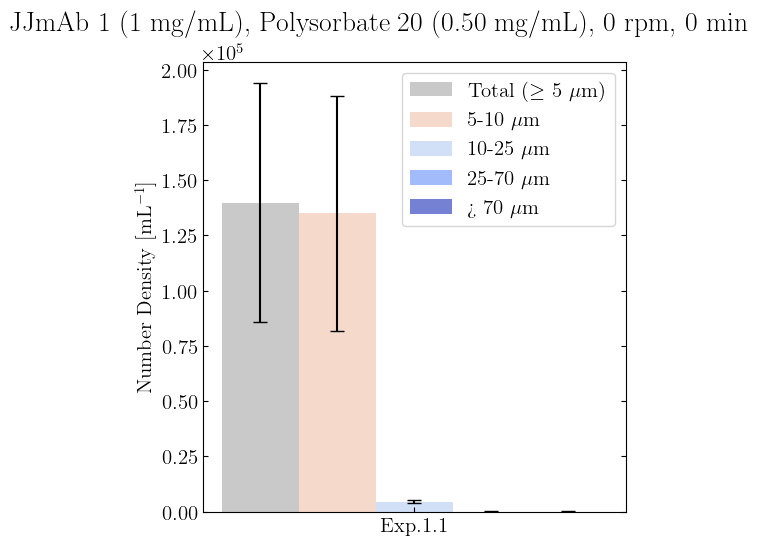 JJmAb 1 (1 mg/mL), Polysorbate 20 (0.50 mg/mL), 0 rpm, 0 min
×10⁵
2.00
1.75
1.50
1.25
1.00
0.75
0.50
0.25
0.00
Number Density [mL⁻¹]
Total (≥ 5 μm)
5-10 μm
10-25 μm
25-70 μm
¿ 70 μm
Exp.1.1